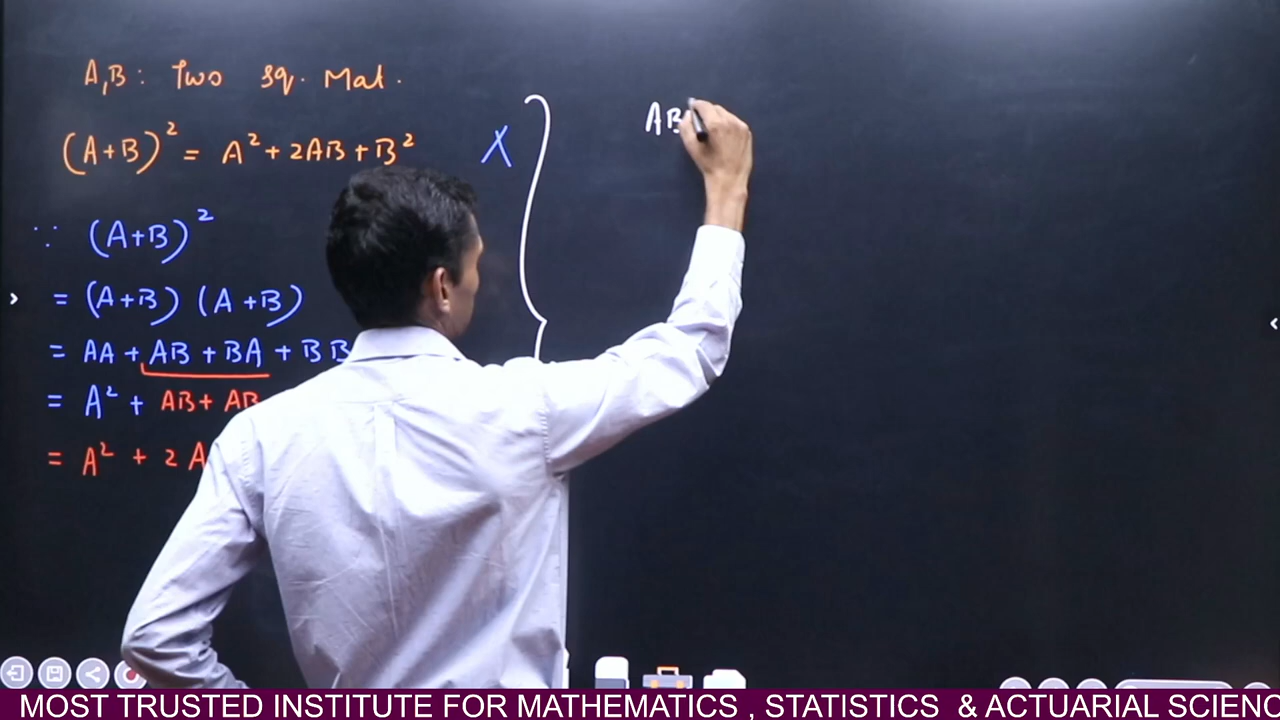 A,B : Two Sq. Mat.
(A+B)² = A² + 2AB + B² X
∵ (A+B)²
= (A+B) (A+B)
= AA + AB + BA + BB
= A² + AB + AB
= A² + 2 A
AB
MOST TRUSTED INSTITUTE FOR MATHEMATICS , STATISTICS & ACTUARIAL SCIENC